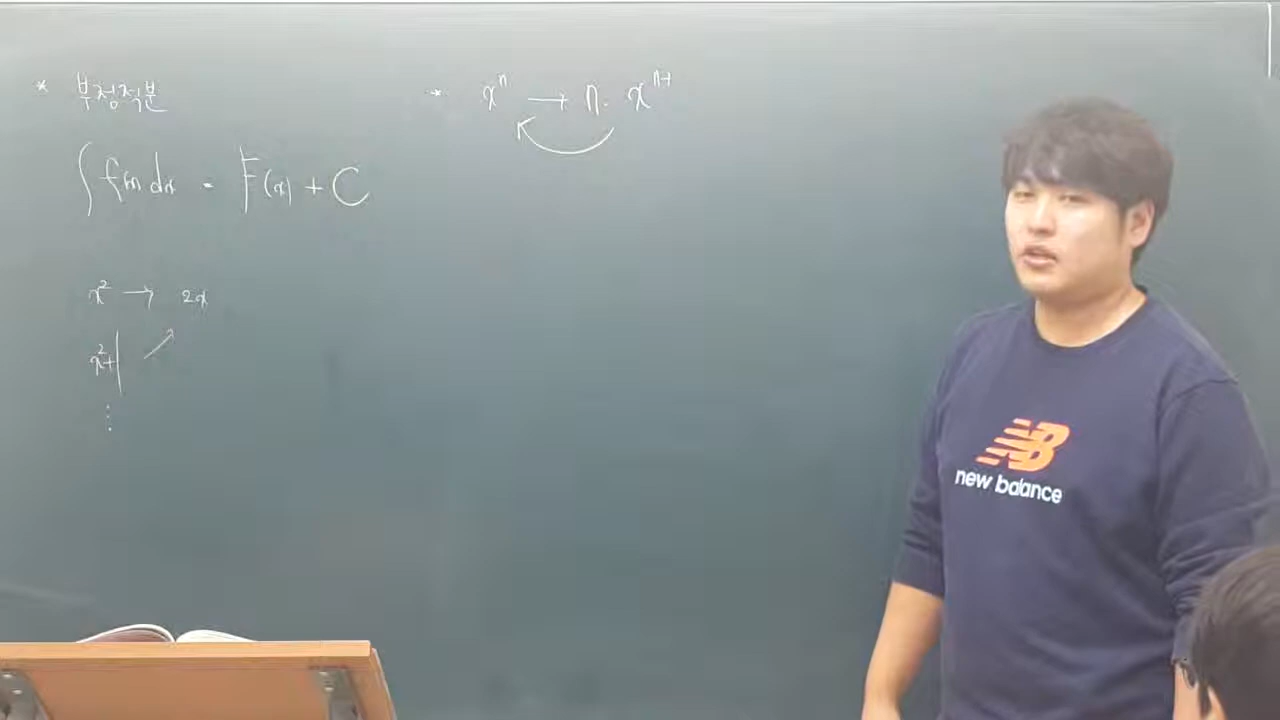 * 부정적분
∫ f(x) dx = F(x) + C
x² → 2x
x²+1 ↗
⋮
* xⁿ → n · xⁿ⁻¹
new balance